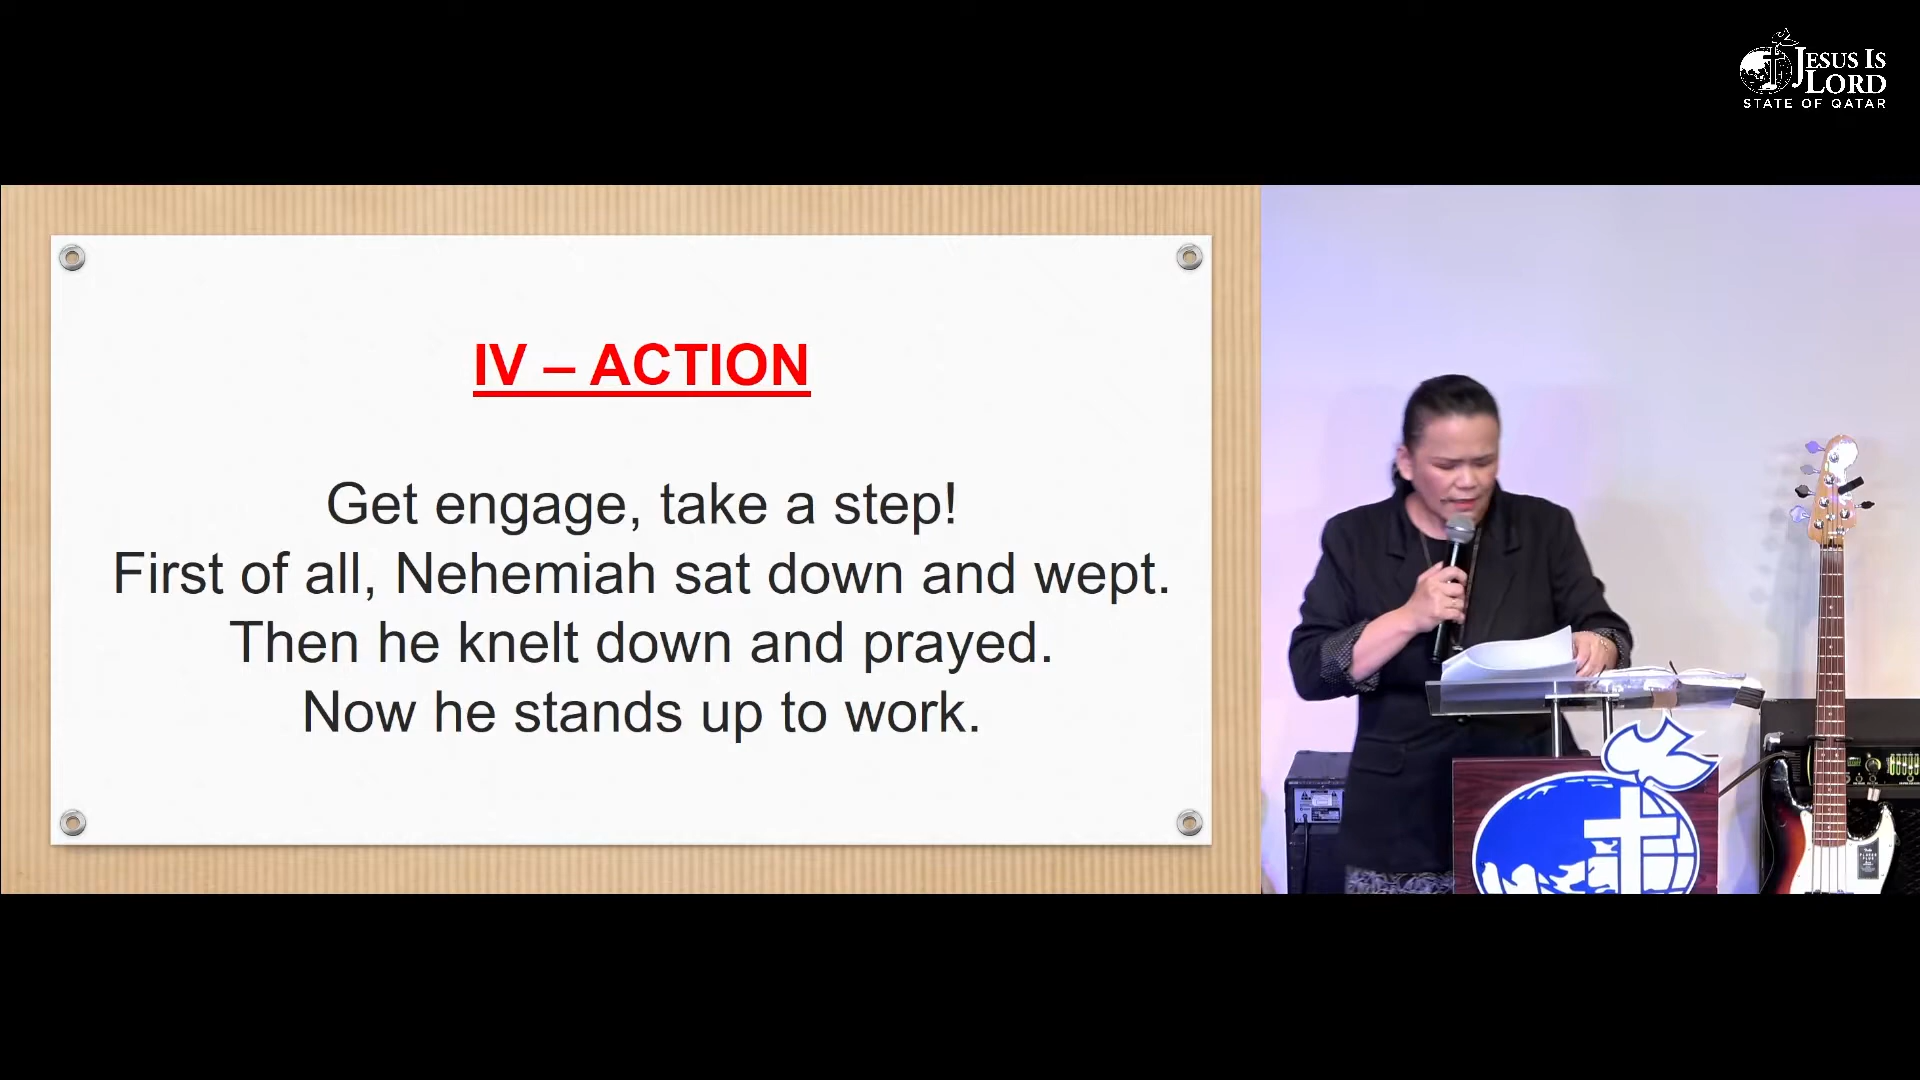 JESUS IS
LORD
STATE OF QATAR
IV – ACTION
Get engage, take a step!
First of all, Nehemiah sat down and wept.
Then he knelt down and prayed.
Now he stands up to work.